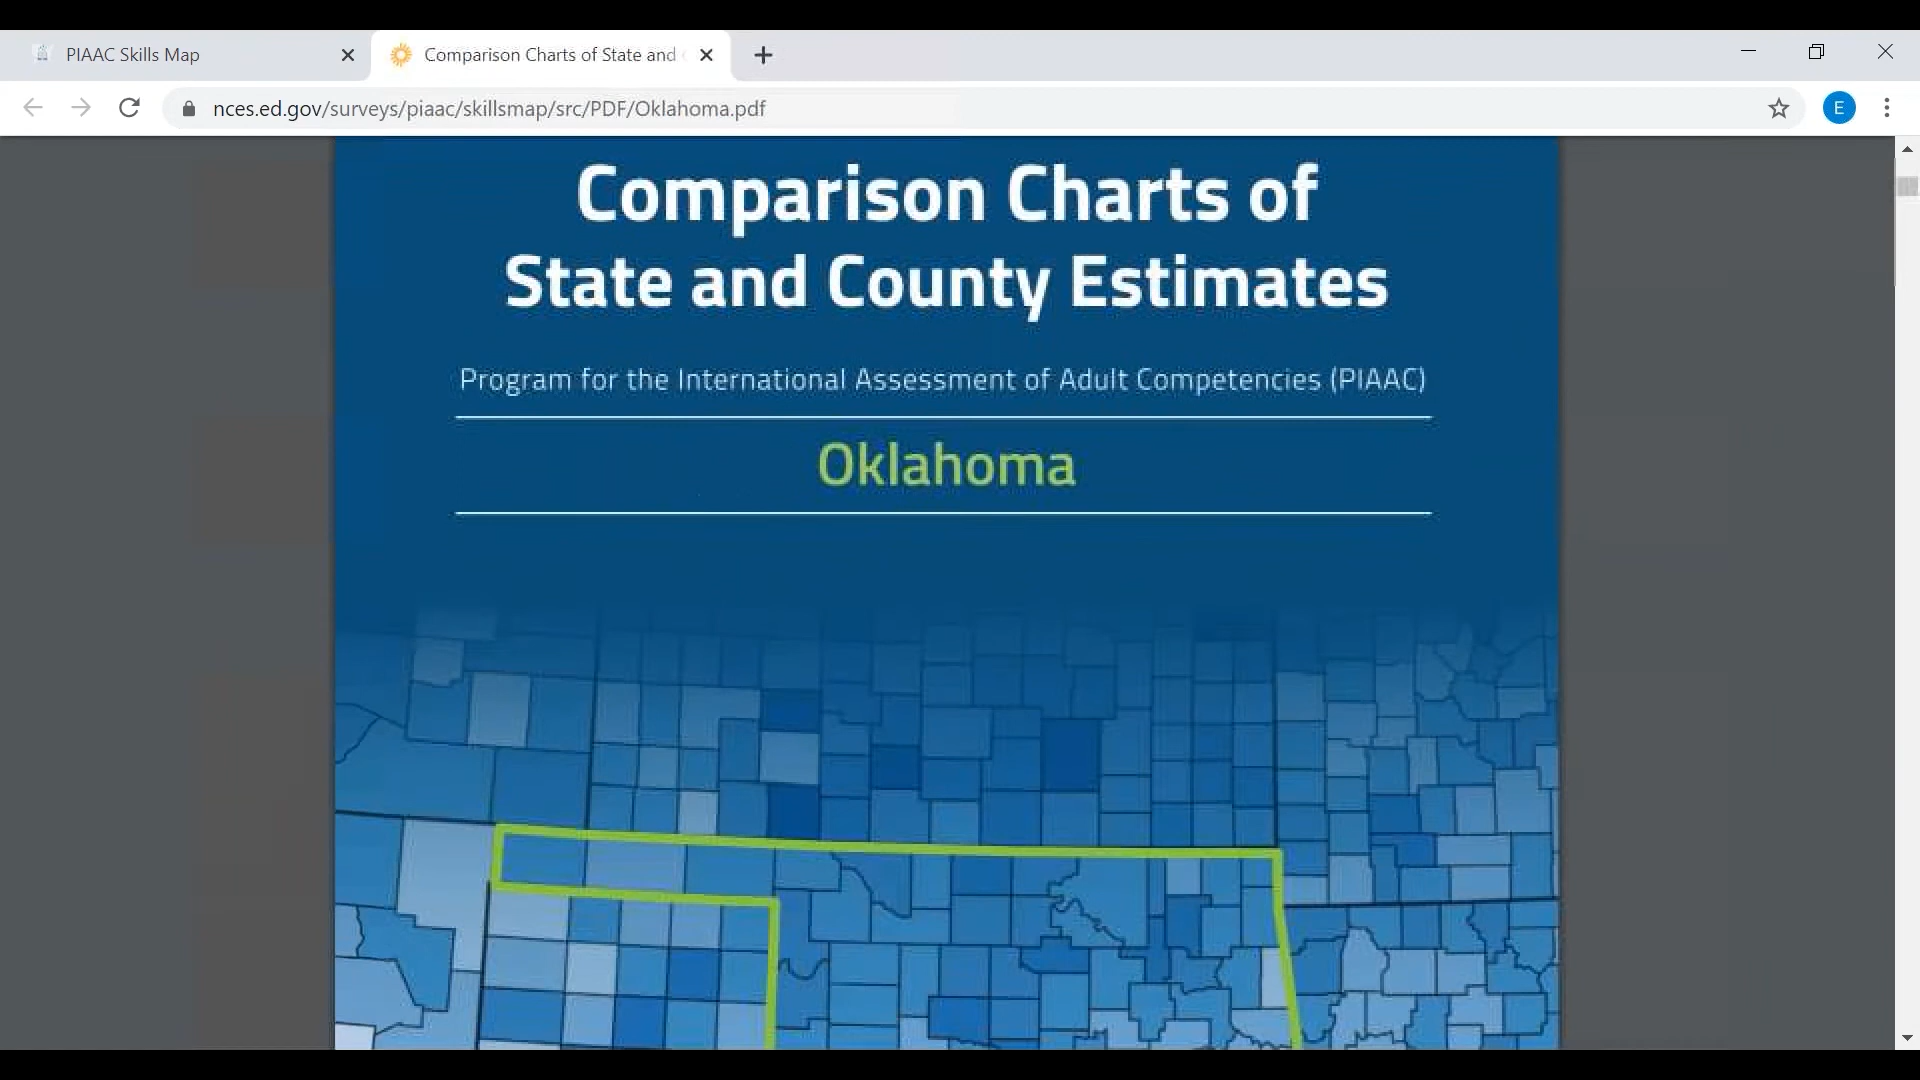 PIAAC Skills Map
Comparison Charts of State and
nces.ed.gov/surveys/piaac/skillsmap/src/PDF/Oklahoma.pdf
E
Comparison Charts of
State and County Estimates
Program for the International Assessment of Adult Competencies (PIAAC)
Oklahoma